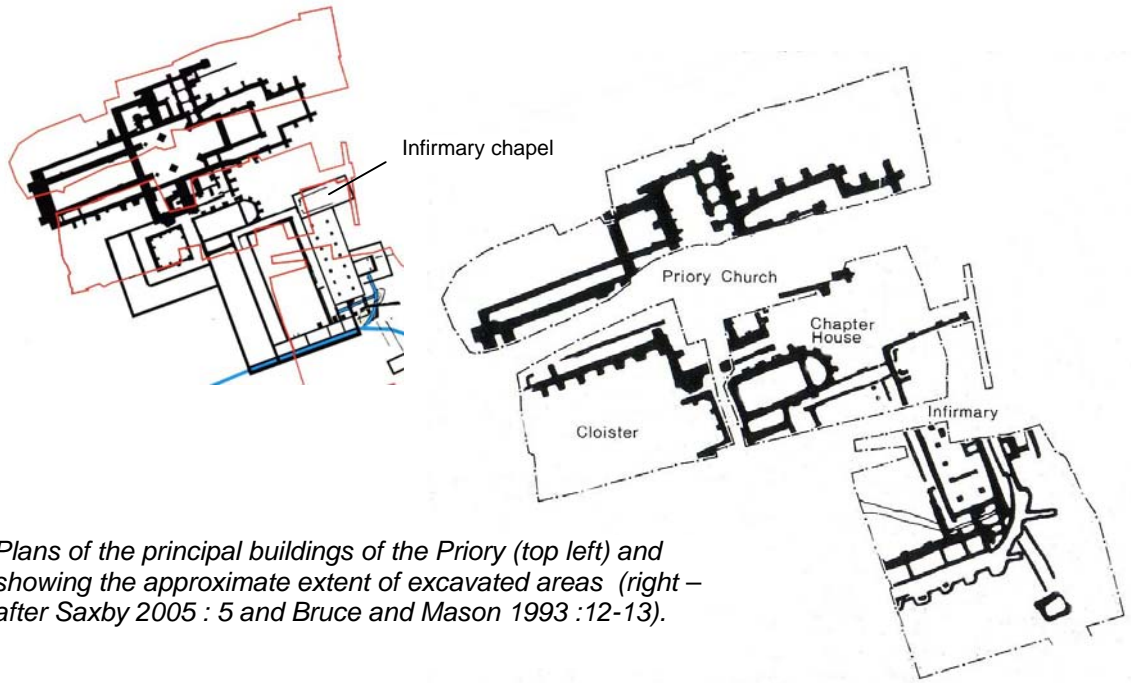 Infirmary chapel
Priory Church
Chapter
House
Cloister
Infirmary
Plans of the principal buildings of the Priory (top left) and
showing the approximate extent of excavated areas (right –
after Saxby 2005 : 5 and Bruce and Mason 1993 :12-13).